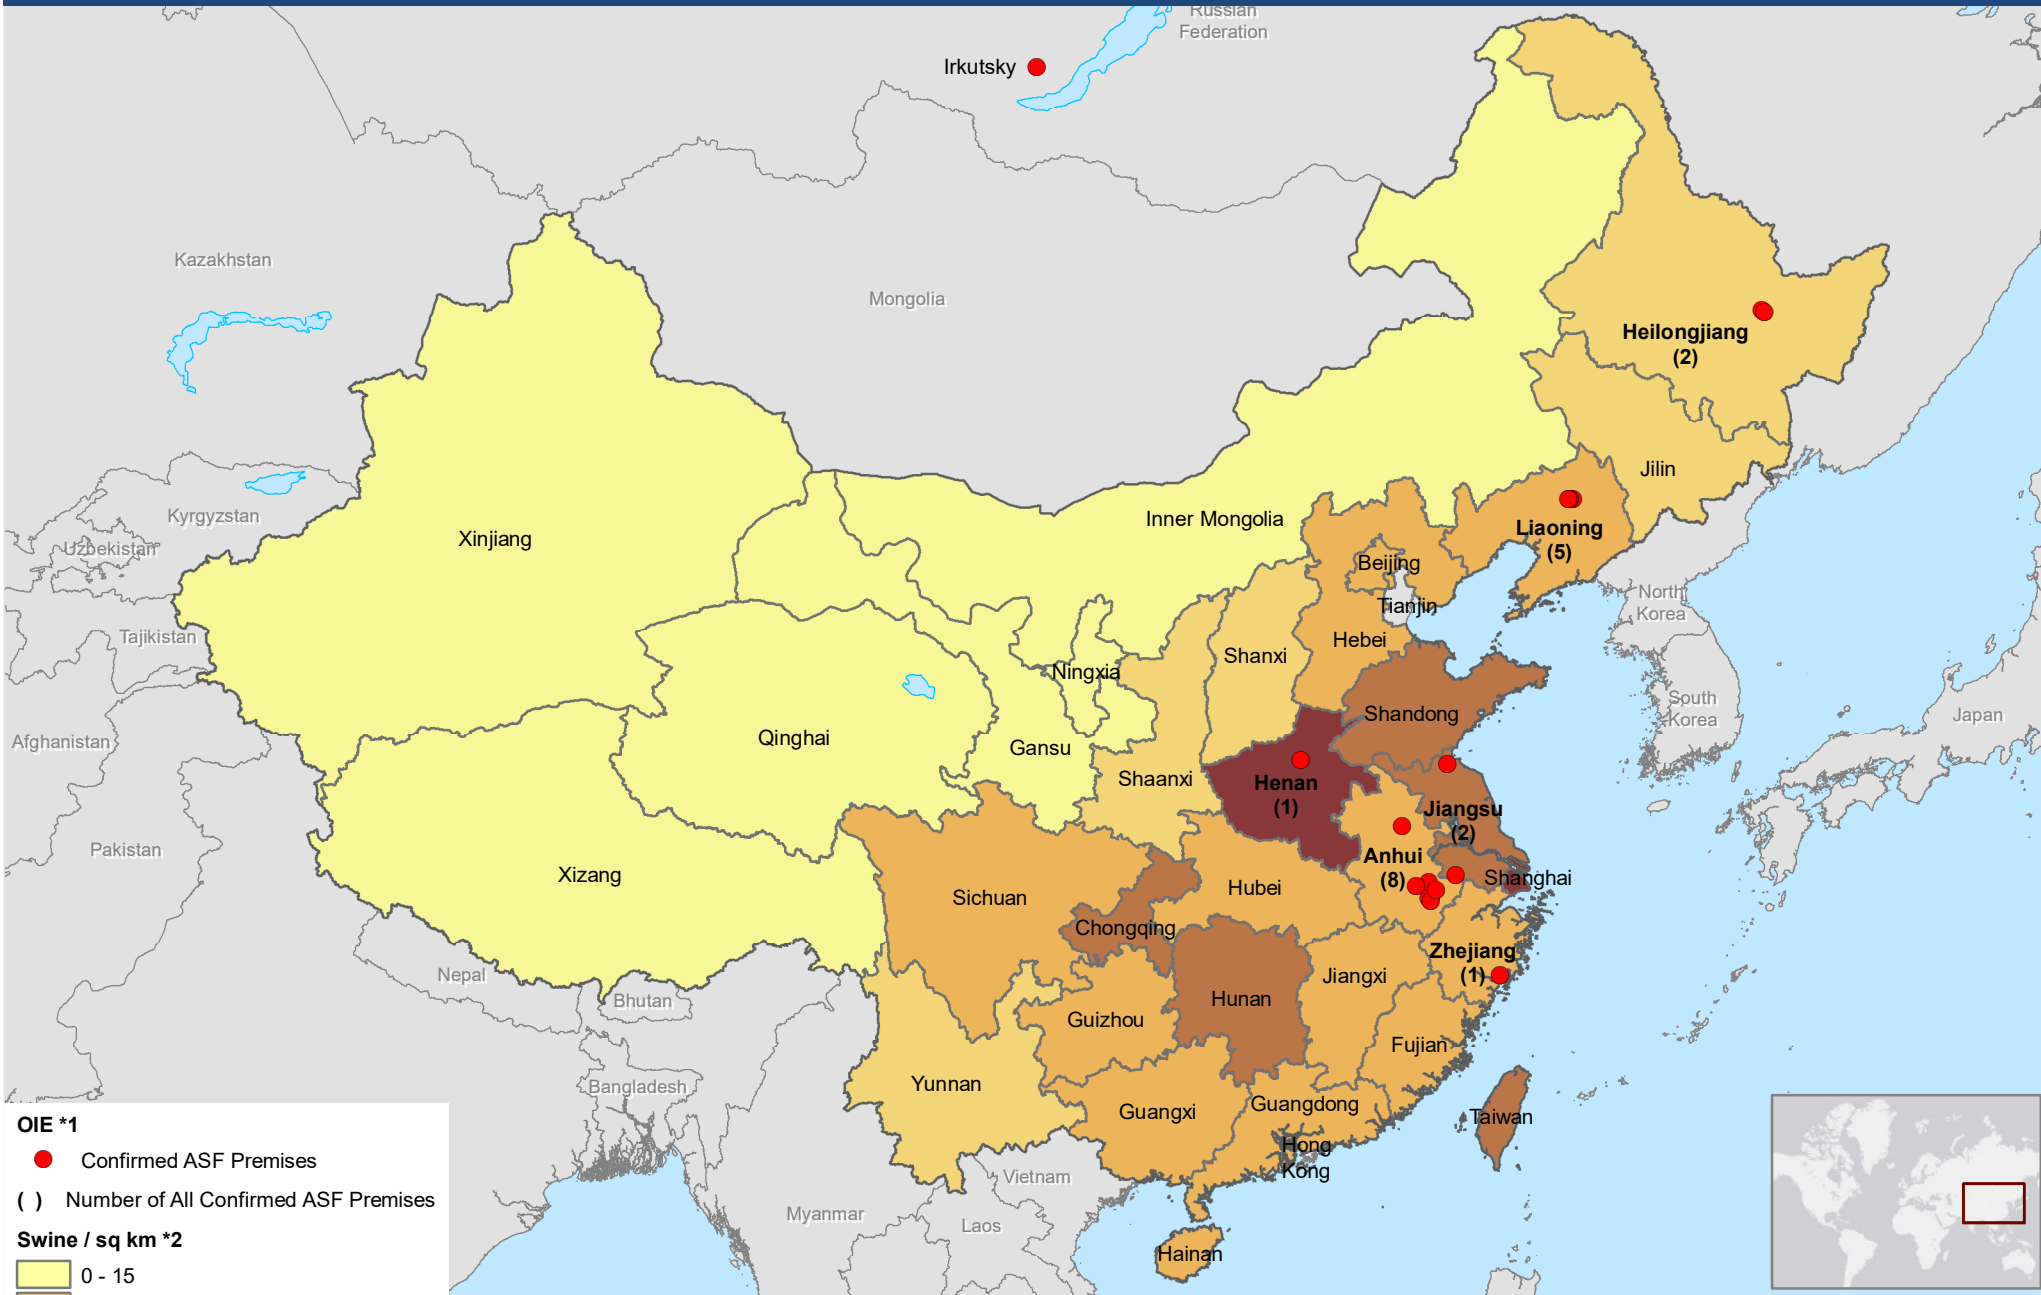 Russian
Federation
Irkutsky
Kazakhstan
Mongolia
Heilongjiang
(2)
Jilin
Kyrgyzstan
Uzbekistan
Xinjiang
Inner Mongolia
Liaoning
(5)
Beijing
Tianjin
North
Korea
Tajikistan
Hebei
Shanxi
Ningxia
South
Korea
Japan
Shandong
Afghanistan
Qinghai
Gansu
Shaanxi
Henan
(1)
Jiangsu
(2)
Pakistan
Anhui
(8)
Xizang
Shanghai
Sichuan
Hubei
Chongqing
Zhejiang
(1)
Nepal
Jiangxi
Bhutan
Hunan
Guizhou
Fujian
Bangladesh
Yunnan
Guangxi
Guangdong
Taiwan
Hong
Kong
Vietnam
Myanmar
Laos
Hainan
OIE *1
Confirmed ASF Premises
( ) Number of All Confirmed ASF Premises
Swine / sq km *2
0 - 15